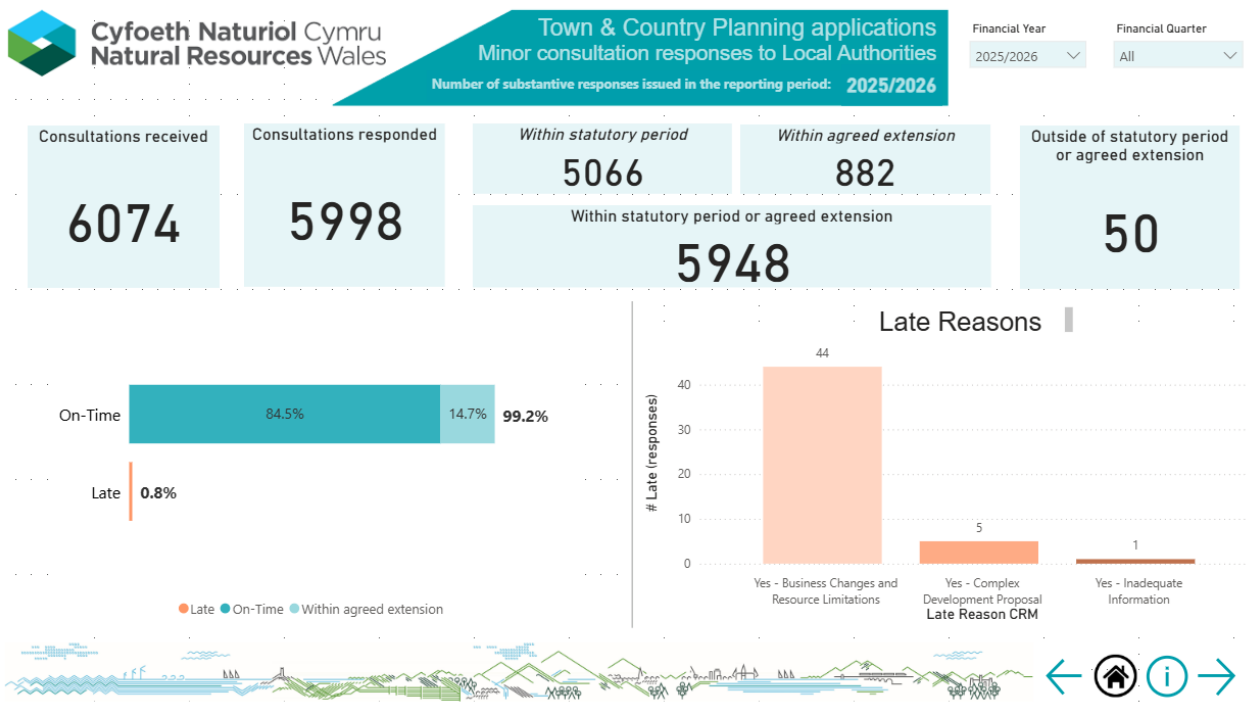 Cyfoeth Naturiol Cymru
Natural Resources Wales
Town & Country Planning applications
Minor consultation responses to Local Authorities
Number of substantive responses issued in the reporting period: 2025/2026
Financial Year
2025/2026
Financial Quarter
All
Consultations received
6074
Consultations responded
5998
Within statutory period
5066
Within agreed extension
882
Within statutory period or agreed extension
5948
Outside of statutory period
or agreed extension
50
On-Time
84.5%
14.7%
99.2%
Late
0.8%
Late
On-Time
Within agreed extension
Late Reasons
# Late (responses)
40
30
20
10
0
44
5
1
Yes - Business Changes and
Resource Limitations
Yes - Complex
Development Proposal
Yes - Inadequate
Information
Late Reason CRM
i